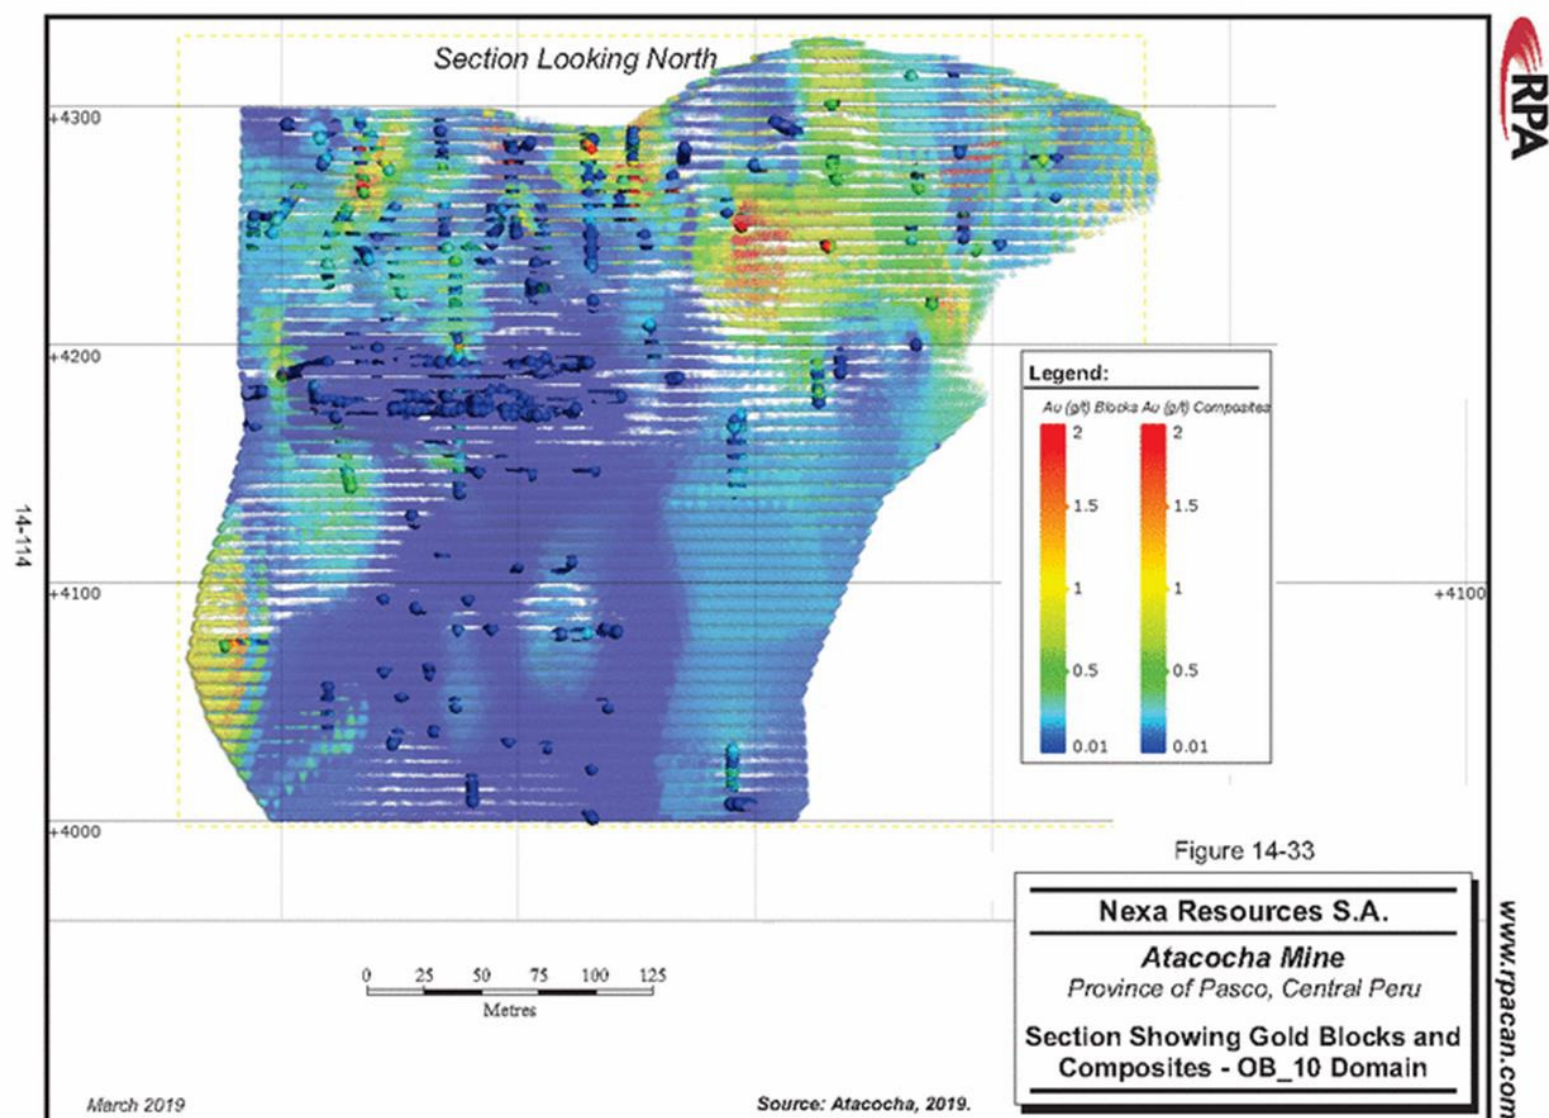 Section Looking North
RPA
+4300
+4200
Legend:
Au (g/t) Blocks Au (g/t) Composites
2 2
1.5 1.5
1 1
0.5 0.5
0.01 0.01
14-114
+4100
+4100
+4000
Figure 14-33
Nexa Resources S.A.
Atacocha Mine
Province of Pasco, Central Peru
Section Showing Gold Blocks and
Composites - OB_10 Domain
0 25 50 75 100 125
Metres
March 2019
Source: Atacocha, 2019.
www.rpacan.com